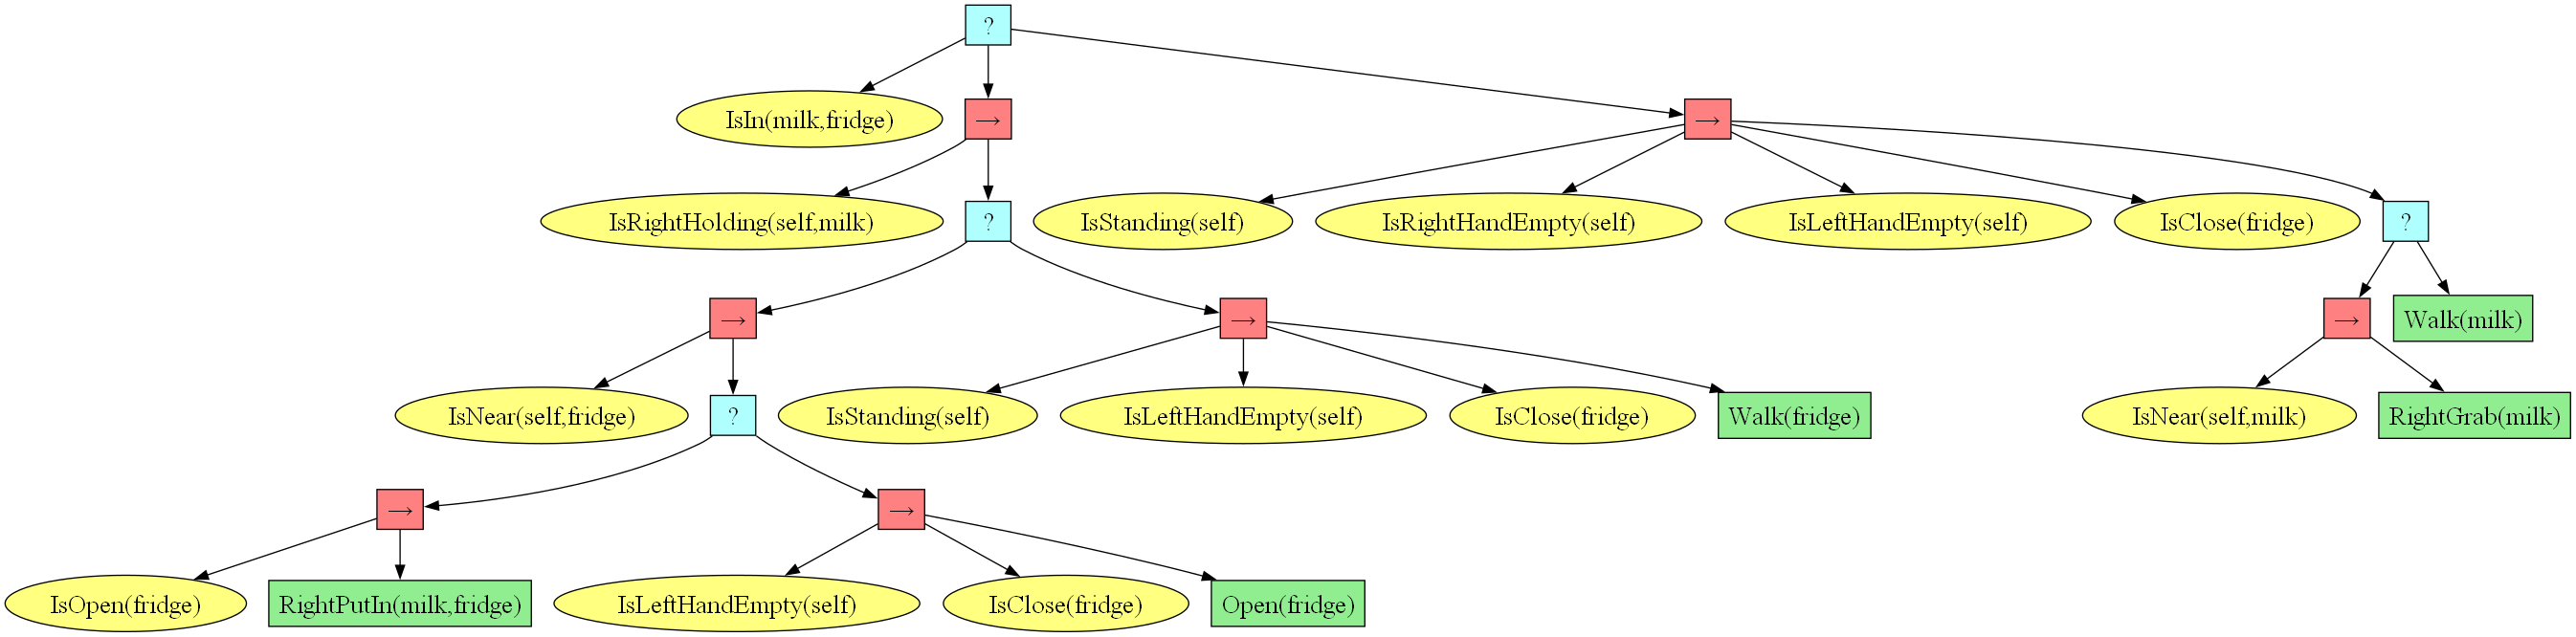 ?
IsIn(milk,fridge)
→
→
IsRightHolding(self,milk)
?
IsStanding(self)
IsRightHandEmpty(self)
IsLeftHandEmpty(self)
IsClose(fridge)
?
→
→
→
Walk(milk)
IsNear(self,fridge)
?
IsStanding(self)
IsLeftHandEmpty(self)
IsClose(fridge)
Walk(fridge)
IsNear(self,milk)
RightGrab(milk)
→
→
IsOpen(fridge)
RightPutIn(milk,fridge)
IsLeftHandEmpty(self)
IsClose(fridge)
Open(fridge)